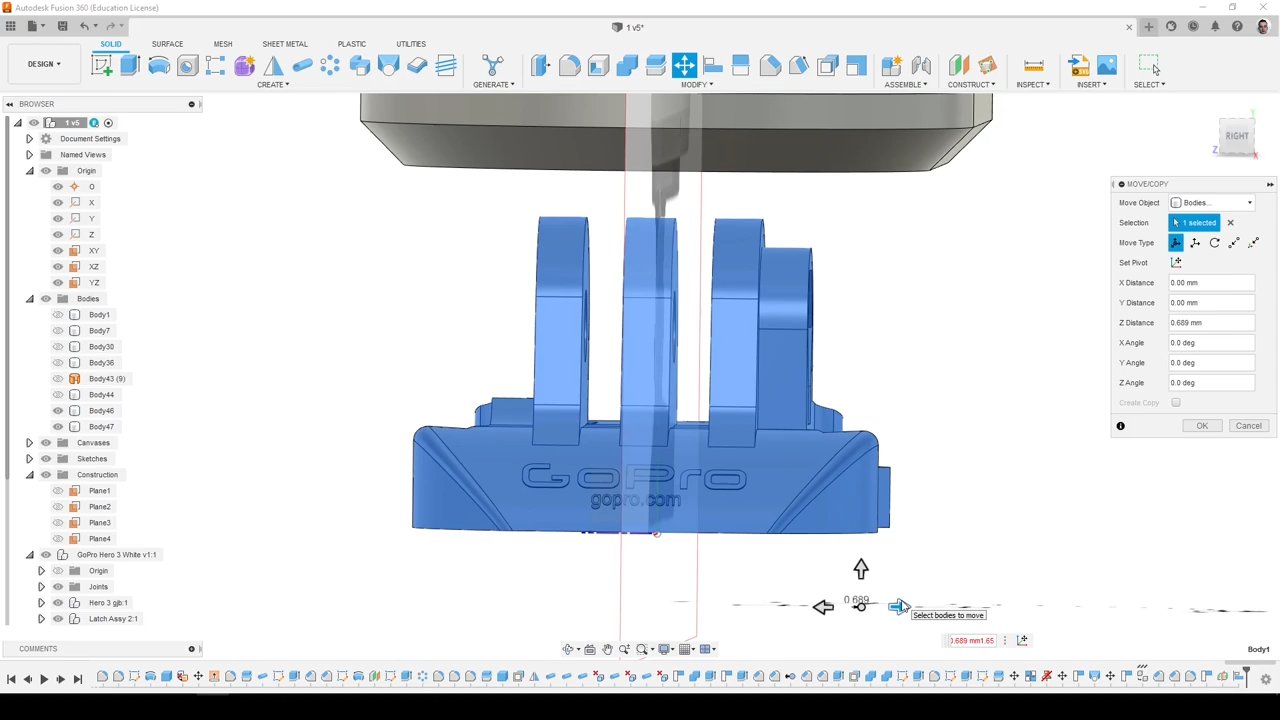 Autodesk Fusion 360 (Education License)
1 v5*
SOLID SURFACE MESH SHEET METAL PLASTIC UTILITIES
DESIGN
CREATE GENERATE MODIFY ASSEMBLE CONSTRUCT INSPECT INSERT SELECT
BROWSER
1 v5
Document Settings
Named Views
Origin
O
X
Y
Z
XY
XZ
YZ
Bodies
Body1
Body7
Body30
Body36
Body43 (9)
Body44
Body46
Body47
Canvases
Sketches
Construction
Plane1
Plane2
Plane3
Plane4
GoPro Hero 3 White v1:1
Origin
Joints
Hero 3 gjb:1
Latch Assy 2:1
COMMENTS
GoPro
gopro.com
0.689
Select bodies to move
0.689 mm1.65
RIGHT
Y
Z
X
MOVE/COPY
Move Object Bodies...
Selection 1 selected
Move Type
Set Pivot
X Distance 0.00 mm
Y Distance 0.00 mm
Z Distance 0.689 mm
X Angle 0.0 deg
Y Angle 0.0 deg
Z Angle 0.0 deg
Create Copy
OK Cancel
Body1